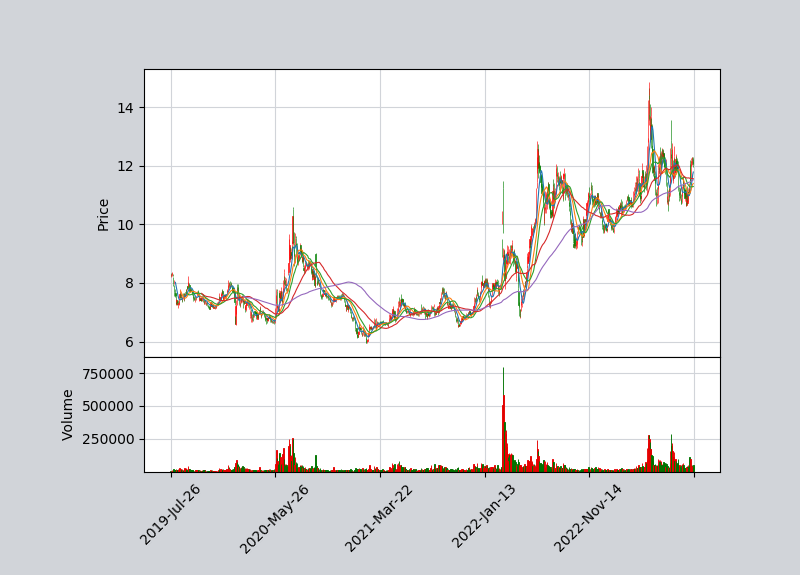 14
12
10
8
6
Price
750000
500000
250000
Volume
2019-Jul-26
2020-May-26
2021-Mar-22
2022-Jan-13
2022-Nov-14